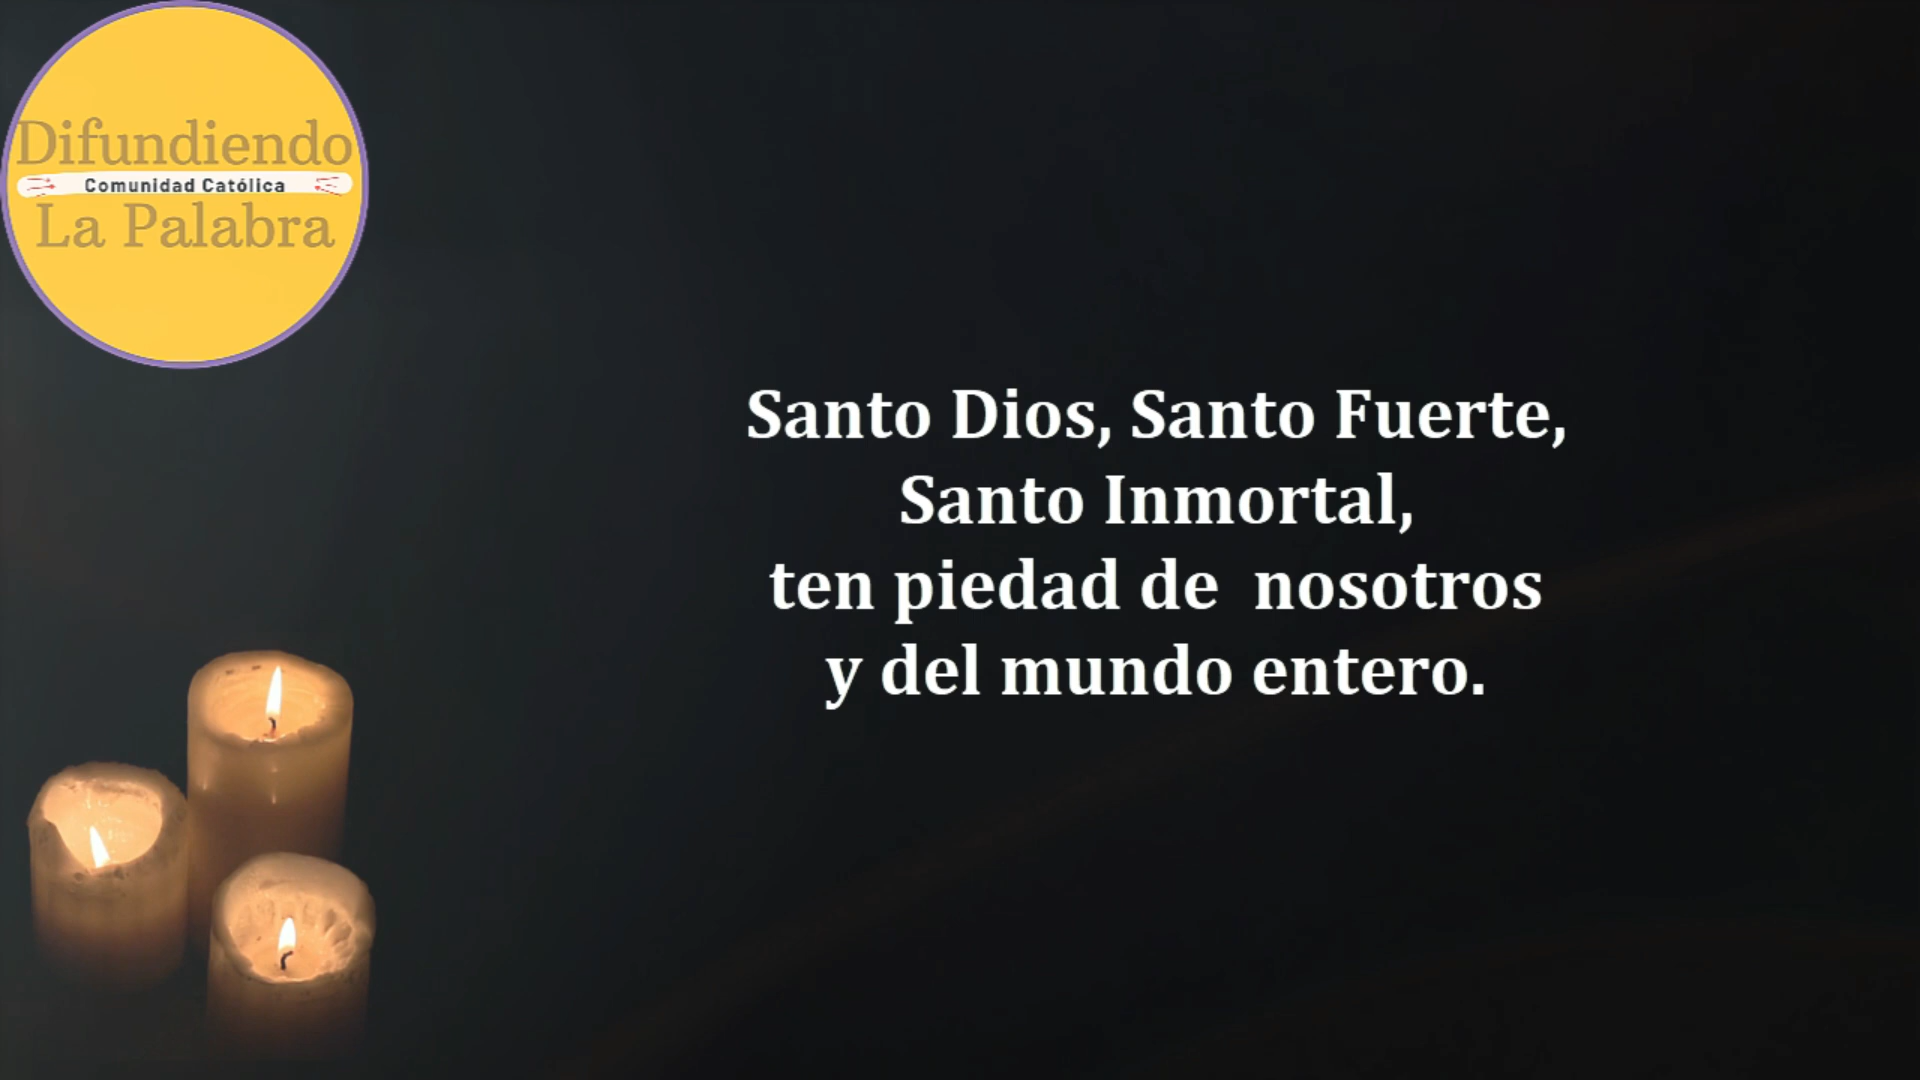 Difundiendo
Comunidad Católica
La Palabra
Santo Dios, Santo Fuerte,
Santo Inmortal,
ten piedad de  nosotros
y del mundo entero.